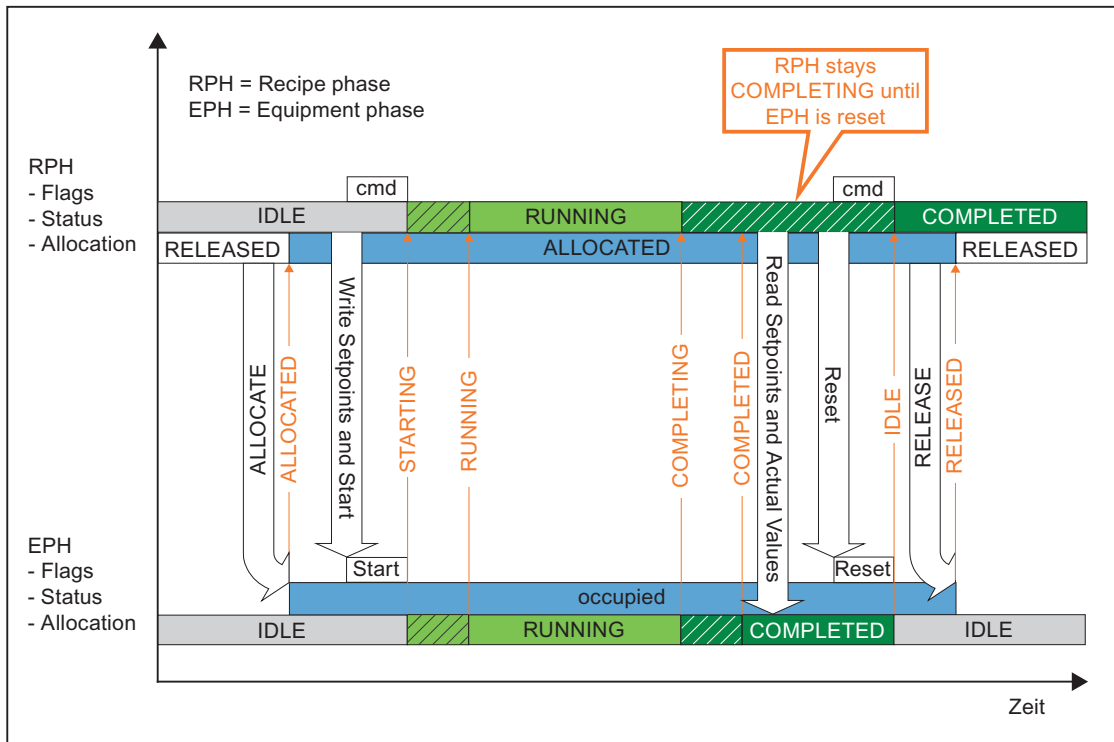 RPH = Recipe phase
EPH = Equipment phase
RPH stays
COMPLETING until
EPH is reset
RPH
- Flags
- Status
- Allocation
cmd
cmd
IDLE
RUNNING
COMPLETED
RELEASED
ALLOCATED
RELEASED
ALLOCATE
ALLOCATED
Write Setpoints and Start
STARTING
RUNNING
COMPLETING
COMPLETED
Read Setpoints and Actual Values
Reset
IDLE
RELEASE
RELEASED
EPH
- Flags
- Status
- Allocation
Start
Reset
occupied
IDLE
RUNNING
COMPLETED
IDLE
Zeit